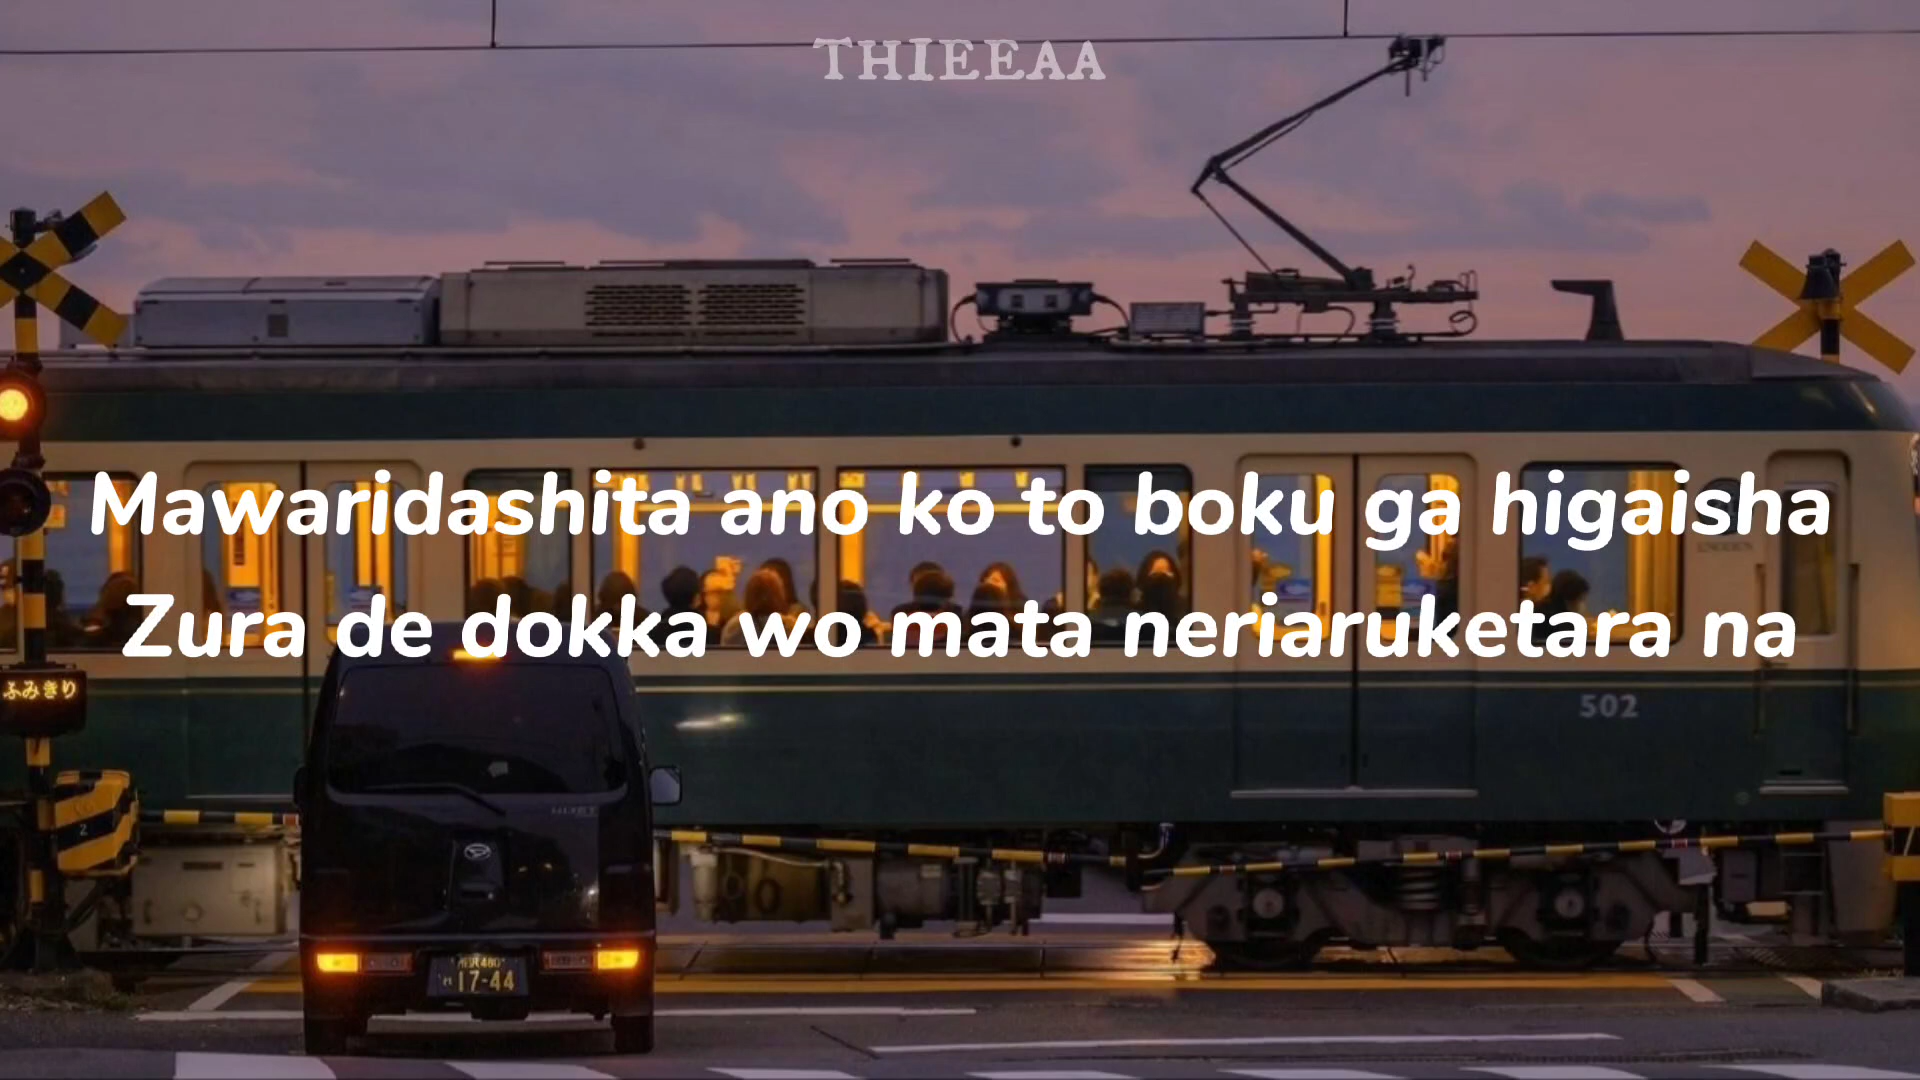 THIEEAA
Mawaridashita ano ko to boku ga higaisha
Zura de dokka wo mata neriaruketara na
ふみきり
502
17-44
2